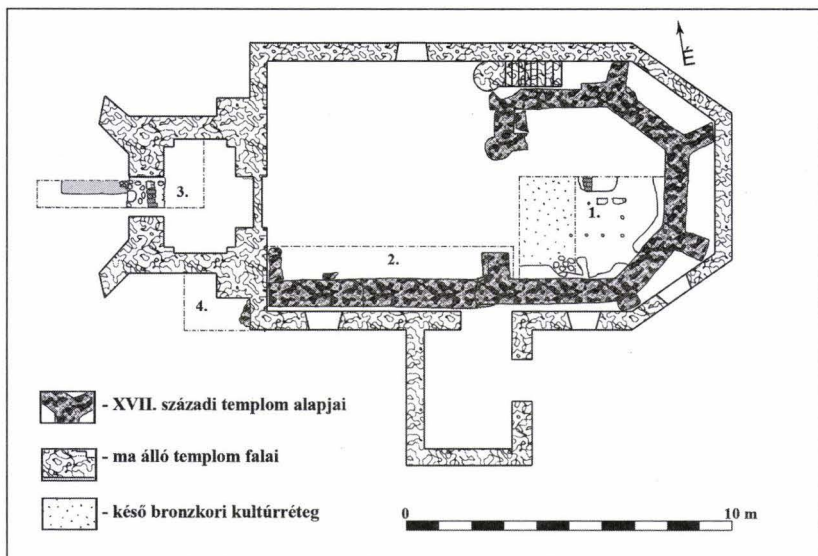 É
3.
1.
2.
4.
- XVII. századi templom alapjai
- ma álló templom falai
- késő bronzkori kultúrréteg
0 10 m